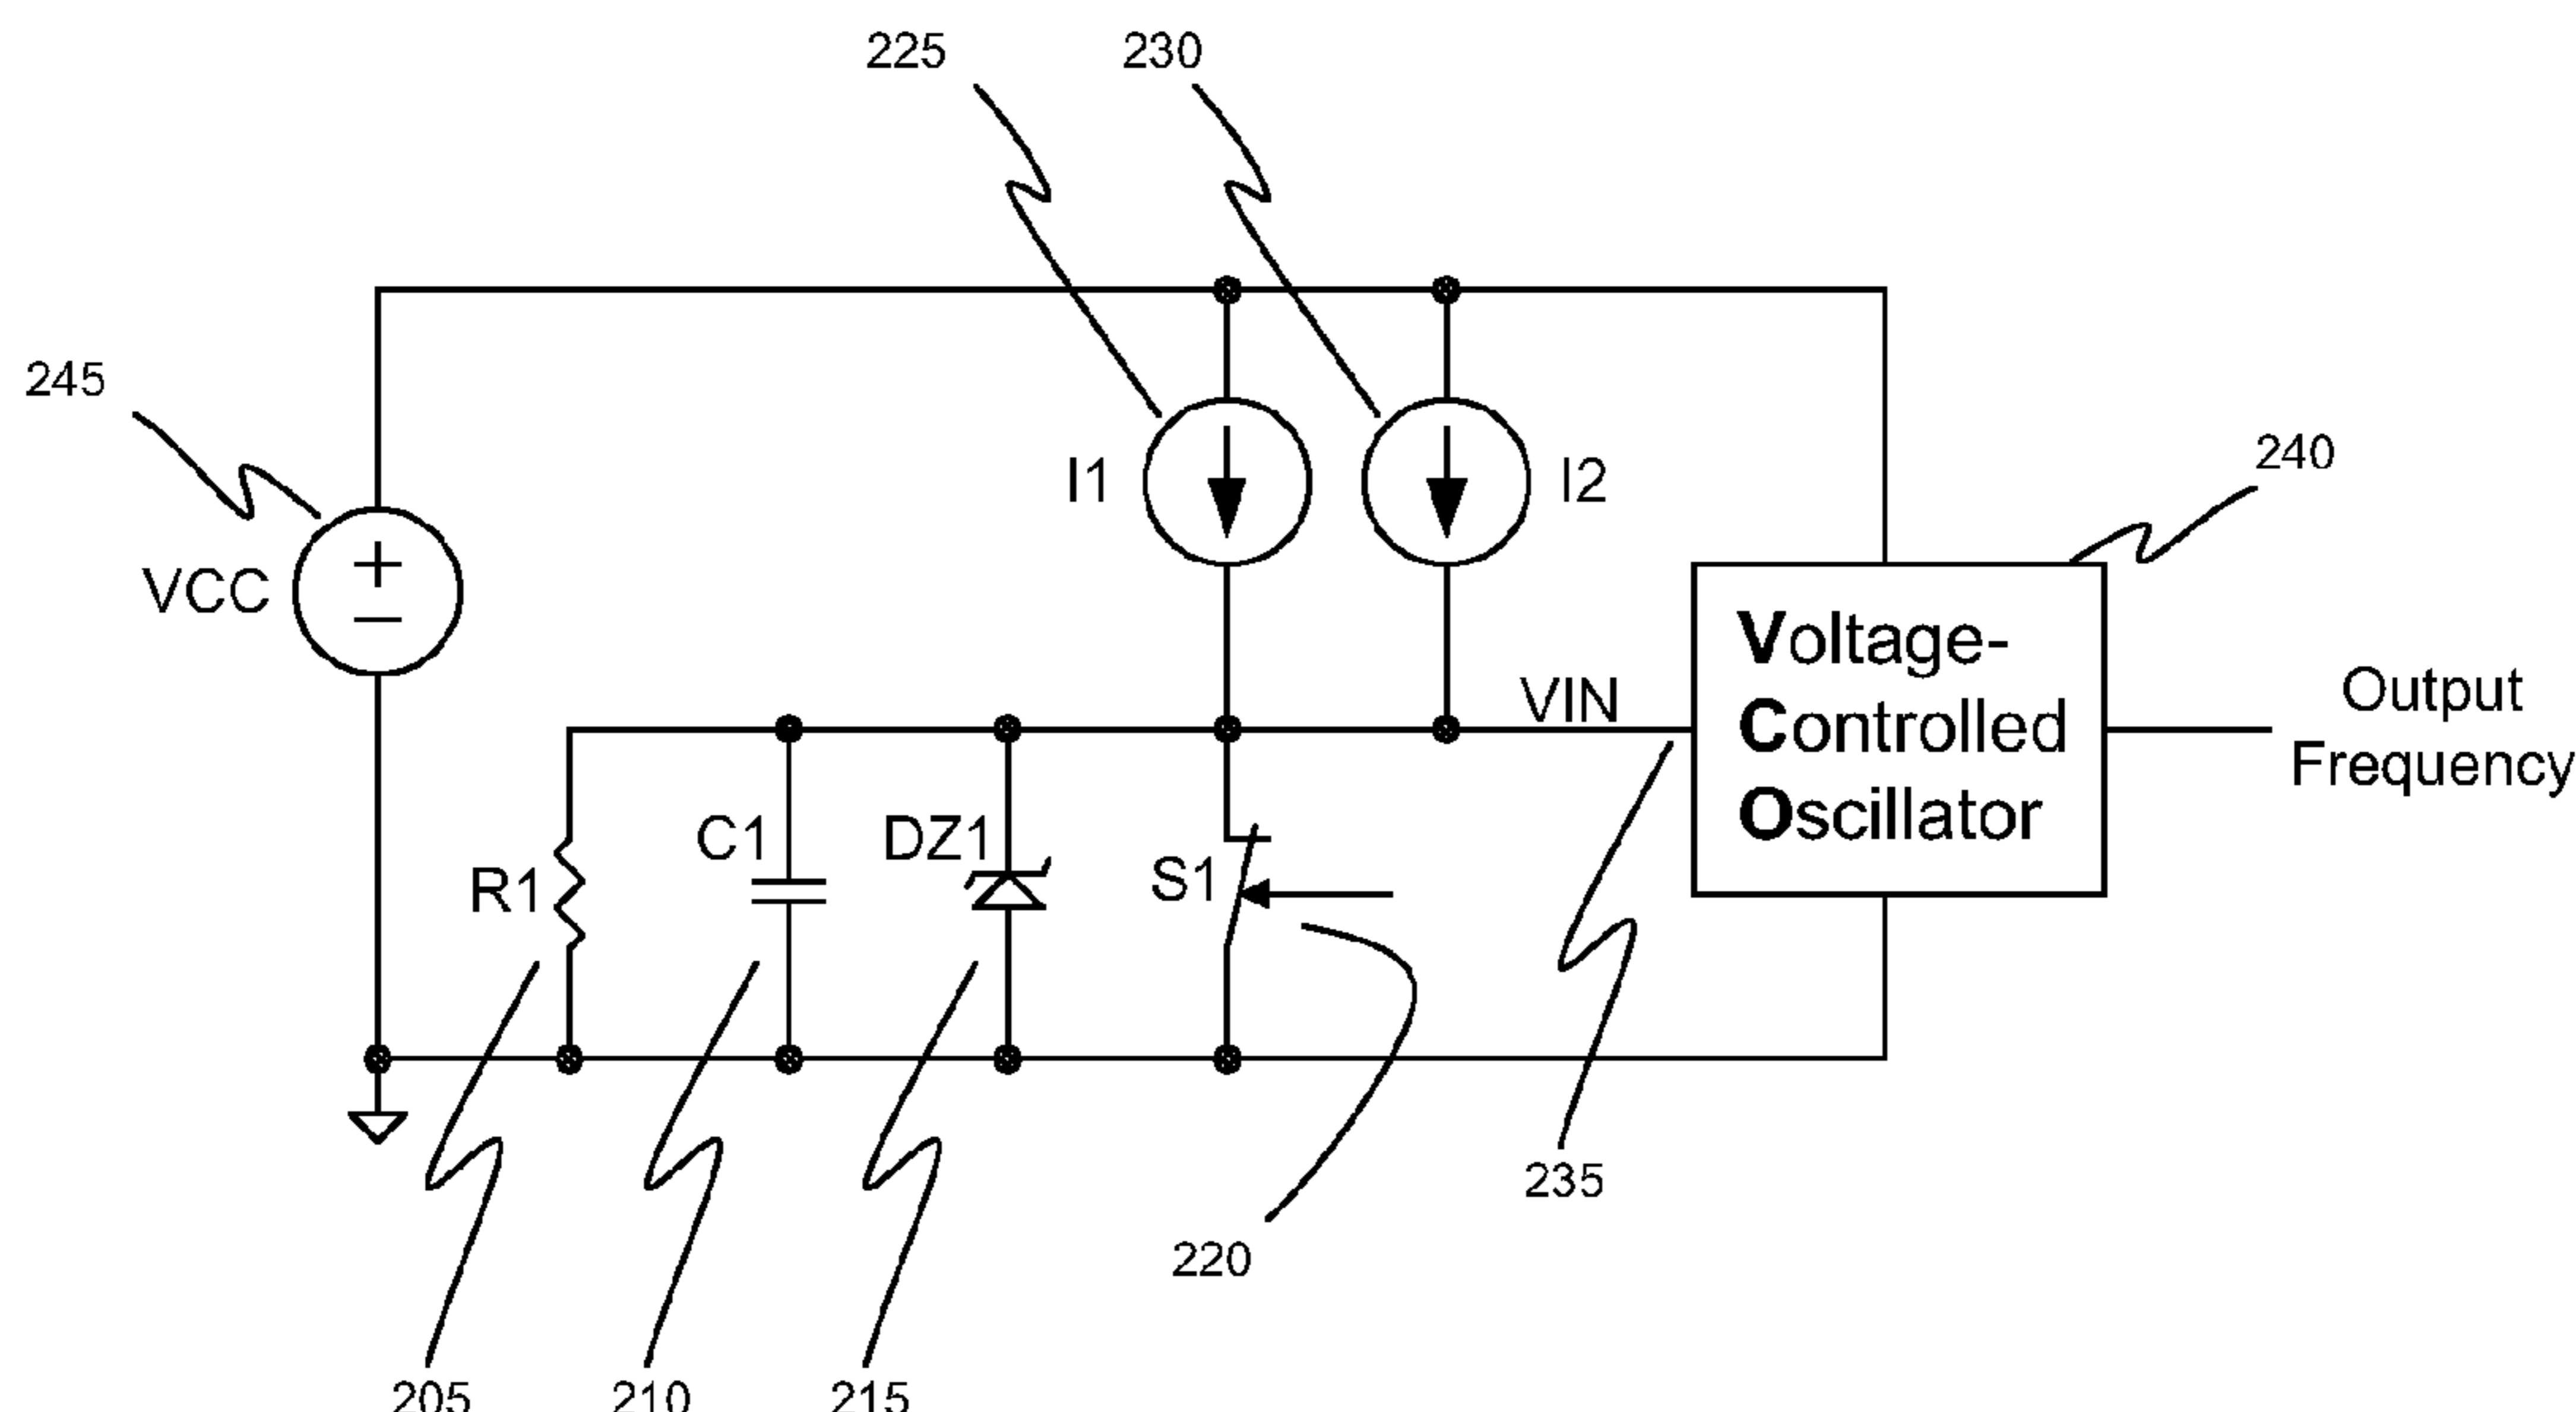 225
230
245
240
I1
I2
VCC
+
−
Voltage-
Controlled
Oscillator
VIN
Output
Frequency
C1
DZ1
S1
R1
235
220
205
210
215